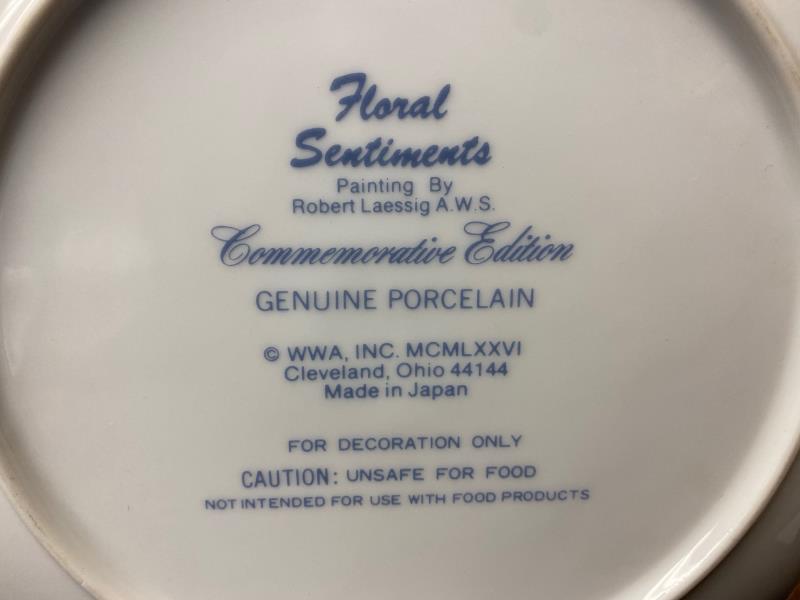 Floral
Sentiments
Painting By
Robert Laessig A.W.S.
Commemorative Edition
GENUINE PORCELAIN
© WWA, INC. MCMLXXVI
Cleveland, Ohio 44144
Made in Japan
FOR DECORATION ONLY
CAUTION: UNSAFE FOR FOOD
NOT INTENDED FOR USE WITH FOOD PRODUCTS